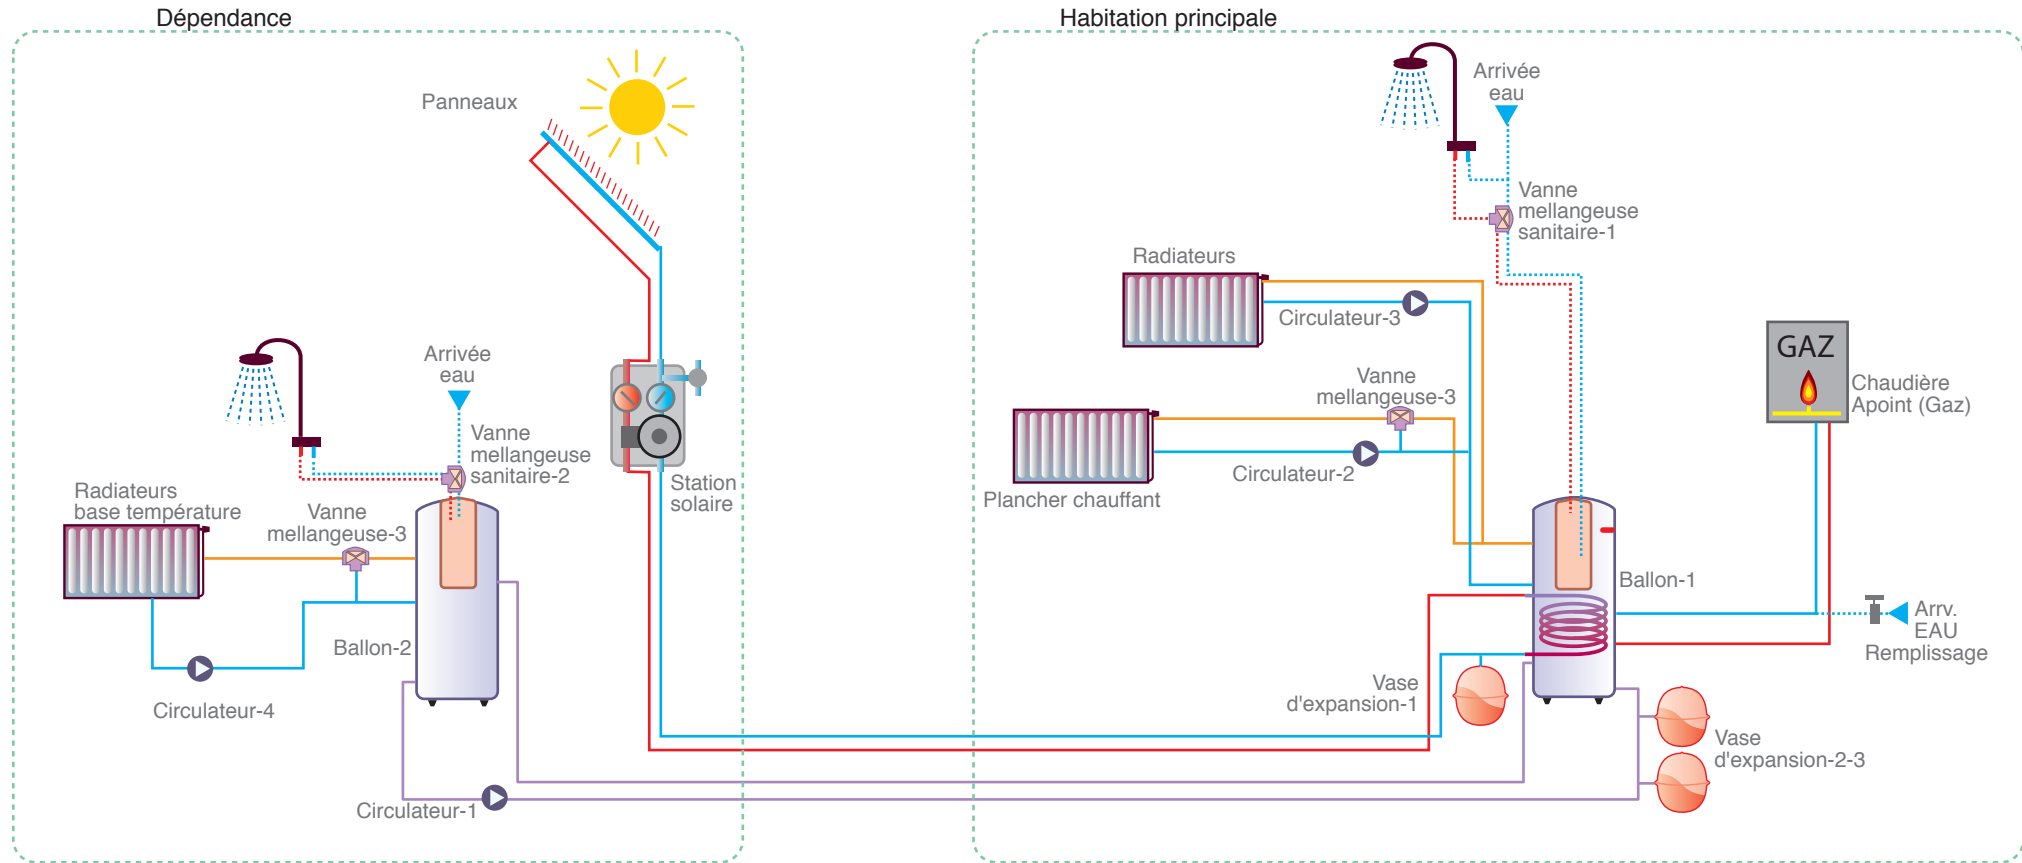 Dépendance
Habitation principale
Panneaux
Arrivée
eau
Vanne
mellangeuse
sanitaire-1
Radiateurs
Circulateur-3
Vanne
mellangeuse-3
Circulateur-2
Plancher chauffant
GAZ
Chaudière
Apoint (Gaz)
Arrivée
eau
Vanne
mellangeuse
sanitaire-2
Station
solaire
Radiateurs
base température
Vanne
mellangeuse-3
Ballon-2
Circulateur-4
Circulateur-1
Ballon-1
Arrv.
EAU
Remplissage
Vase
d'expansion-1
Vase
d'expansion-2-3